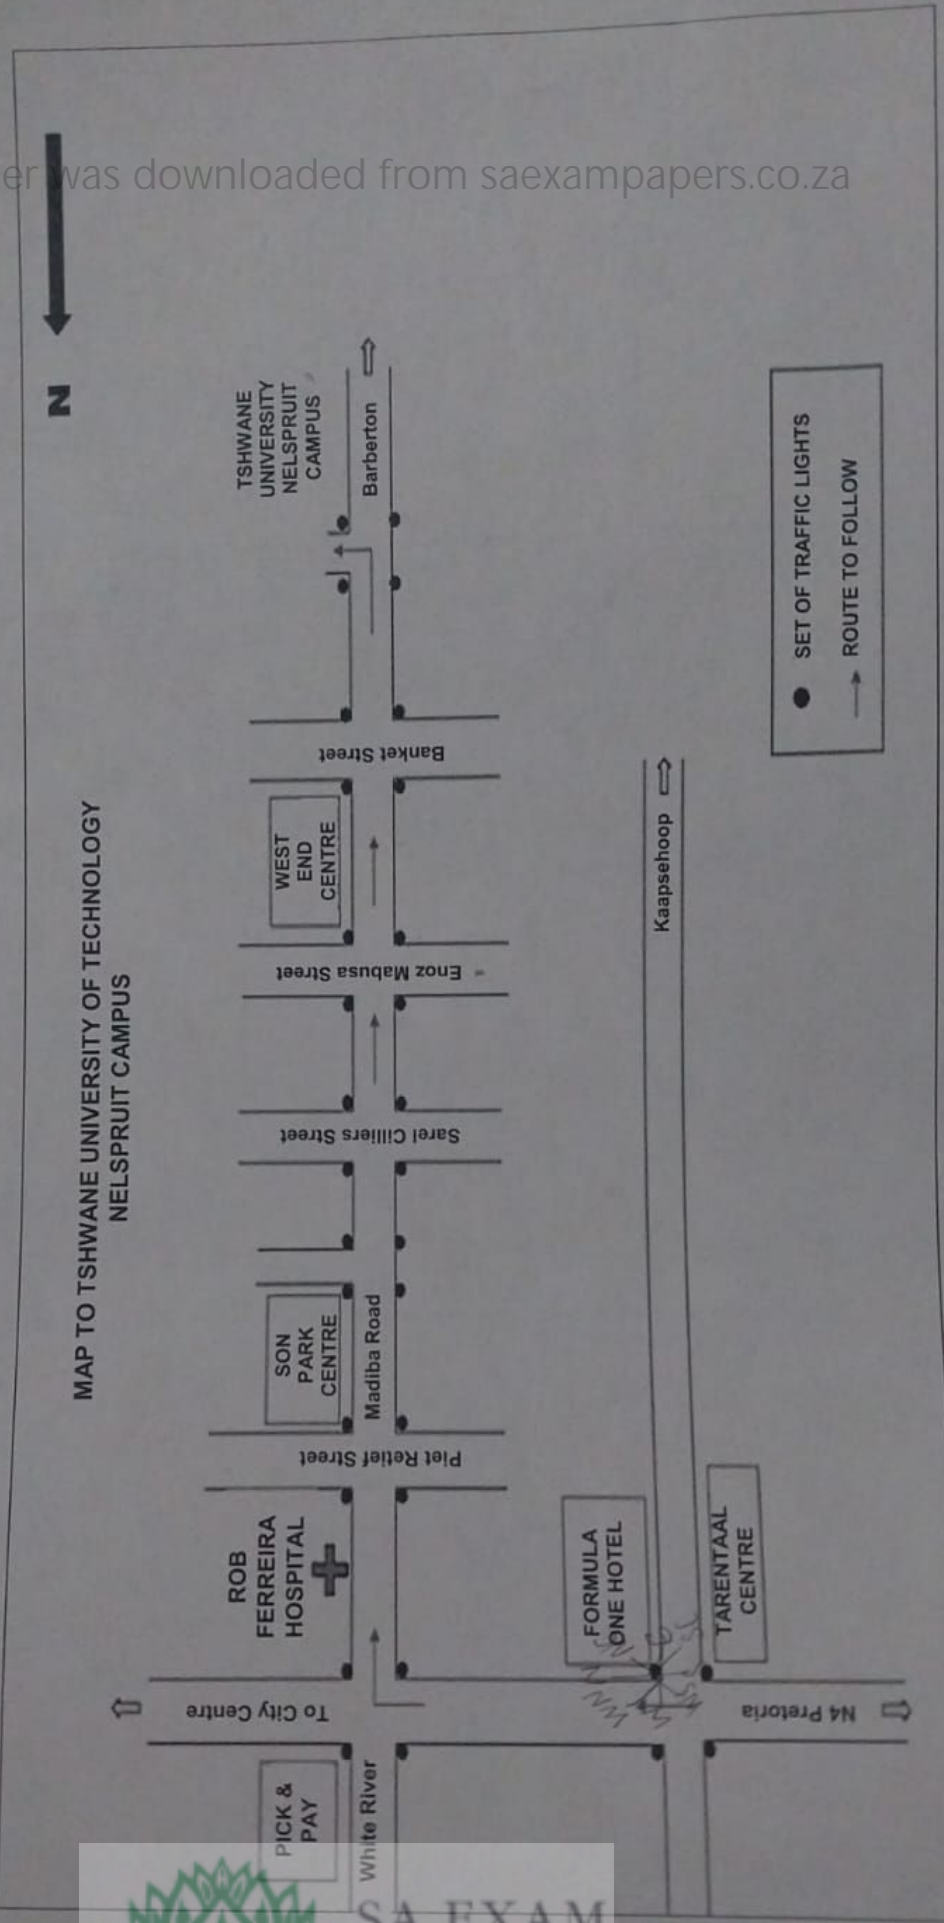 er was downloaded from saexampapers.co.za
MAP TO TSHWANE UNIVERSITY OF TECHNOLOGY
NELSPRUIT CAMPUS
N
PICK &
PAY
White River
To City Centre
N4 Pretoria
ROB
FERREIRA
HOSPITAL
Piet Retief Street
SON
PARK
CENTRE
Madiba Road
Sarel Cilliers Street
Enoz Mabusa Street
WEST
END
CENTRE
Banket Street
TSHWANE
UNIVERSITY
NELSPRUIT
CAMPUS
Barberton
FORMULA
ONE HOTEL
TARENTAAL
CENTRE
Kaapsehoop
SET OF TRAFFIC LIGHTS
ROUTE TO FOLLOW
SA EXAM